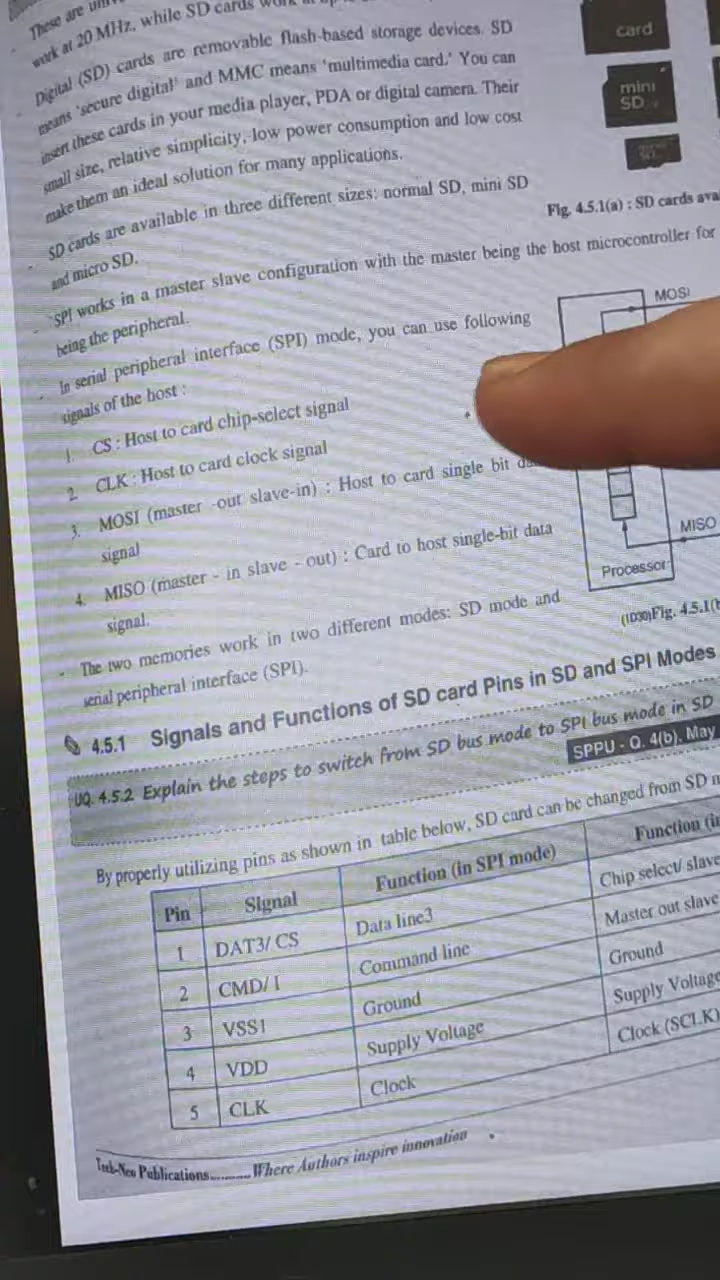 These are
work at 20 MHz, while SD cards work
Digital (SD) cards are removable flash-based storage devices. SD
means 'secure digital' and MMC means 'multimedia card.' You can
insert these cards in your media player, PDA or digital camera. Their
small size, relative simplicity, low power consumption and low cost
make them an ideal solution for many applications.
card
mini
SD
- SD cards are available in three different sizes: normal SD, mini SD
and micro SD.
Fig. 4.5.1(a) : SD cards
- SPI works in a master slave configuration with the master being the host microcontroller for
being the peripheral.
- In serial peripheral interface (SPI) mode, you can use following
signals of the host :
1. CS : Host to card chip-select signal
2. CLK : Host to card clock signal
3. MOSI (master -out slave-in) : Host to card single bit
signal
4. MISO (master - in slave - out) : Card to host single-bit data
signal.
MOSI
MISO
Processor
(1D30)Fig. 4.5.1(
- The two memories work in two different modes: SD mode and
serial peripheral interface (SPI).
4.5.1 Signals and Functions of SD card Pins in SD and SPI Modes
UQ. 4.5.2 Explain the steps to switch from SD bus mode to SPI bus mode in SD
SPPU - Q. 4(b), May
By properly utilizing pins as shown in table below, SD card can be changed from SD
Pin Signal Function (in SPI mode) Function
1 DAT3/ CS Data line3 Chip select/ slave
2 CMD/ I Command line Master out slave
3 VSS1 Ground Ground
4 VDD Supply Voltage Supply Voltage
5 CLK Clock Clock (SCLK)
Tech-Neo Publications..........Where Authors inspire innovation